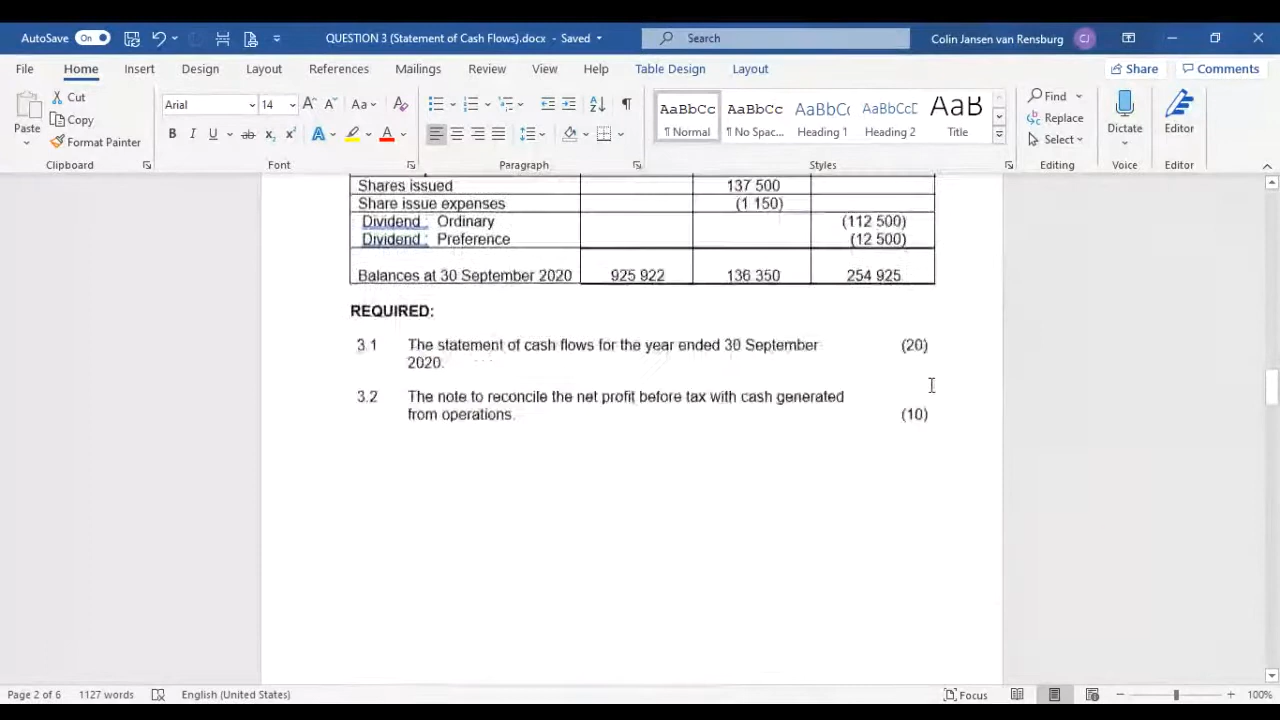 AutoSave On QUESTION 3 (Statement of Cash Flows).docx - Saved Search Colin Jansen van Rensburg CJ
File Home Insert Design Layout References Mailings Review View Help Table Design Layout Share Comments
Paste Cut Copy Format Painter
Clipboard
Arial 14 A A Aa
B I U ab x₂ x² A A
Font
Paragraph
AaBbCc AaBbCc AaBbC AaBbCcD AaB
¶ Normal ¶ No Spac... Heading 1 Heading 2 Title
Styles
Find Replace Select
Editing
Dictate
Voice
Editor
Editor
Shares issued 137 500
Share issue expenses (1 150)
Dividend : Ordinary (112 500)
Dividend : Preference (12 500)
Balances at 30 September 2020 925 922 136 350 254 925
REQUIRED:
3.1 The statement of cash flows for the year ended 30 September (20)
2020.
3.2 The note to reconcile the net profit before tax with cash generated
from operations. (10)
Page 2 of 6 1127 words English (United States) Focus 100%